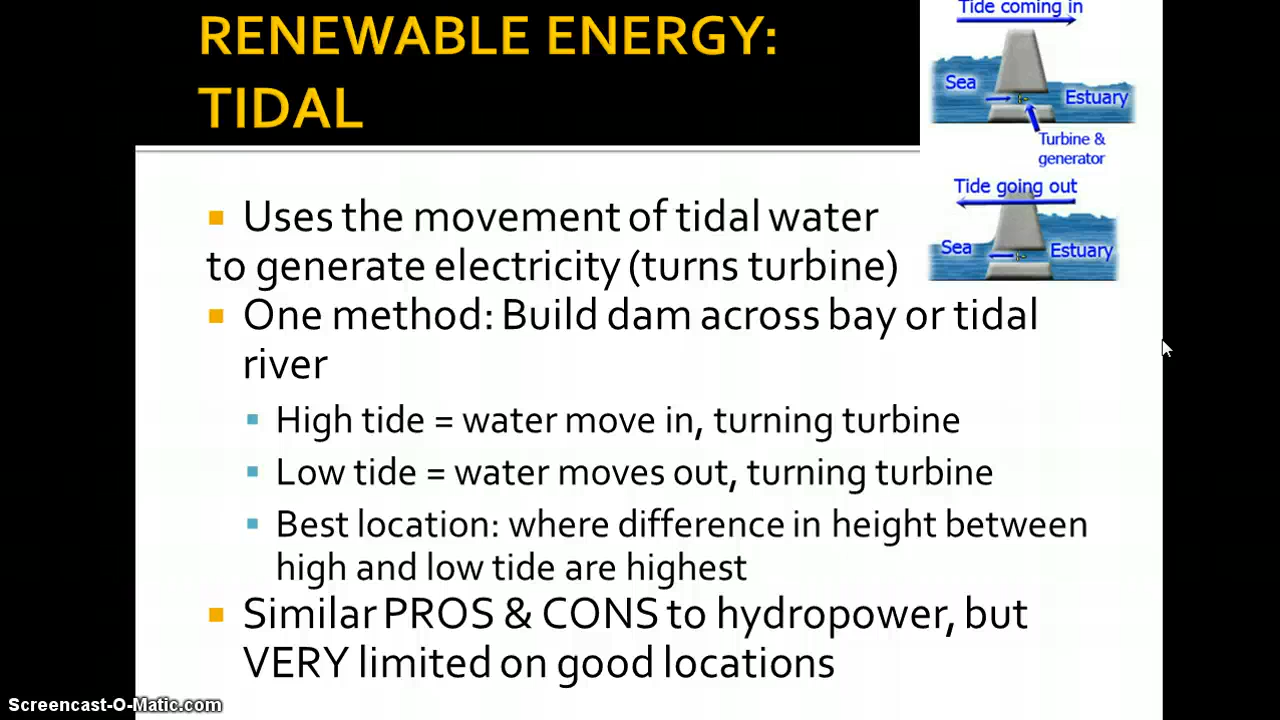 RENEWABLE ENERGY:
TIDAL
Tide coming in
Sea
Estuary
Turbine &
generator
Tide going out
Sea
Estuary
Uses the movement of tidal water
to generate electricity (turns turbine)
One method: Build dam across bay or tidal
river
High tide = water move in, turning turbine
Low tide = water moves out, turning turbine
Best location: where difference in height between
high and low tide are highest
Similar PROS & CONS to hydropower, but
VERY limited on good locations
Screencast-O-Matic.com